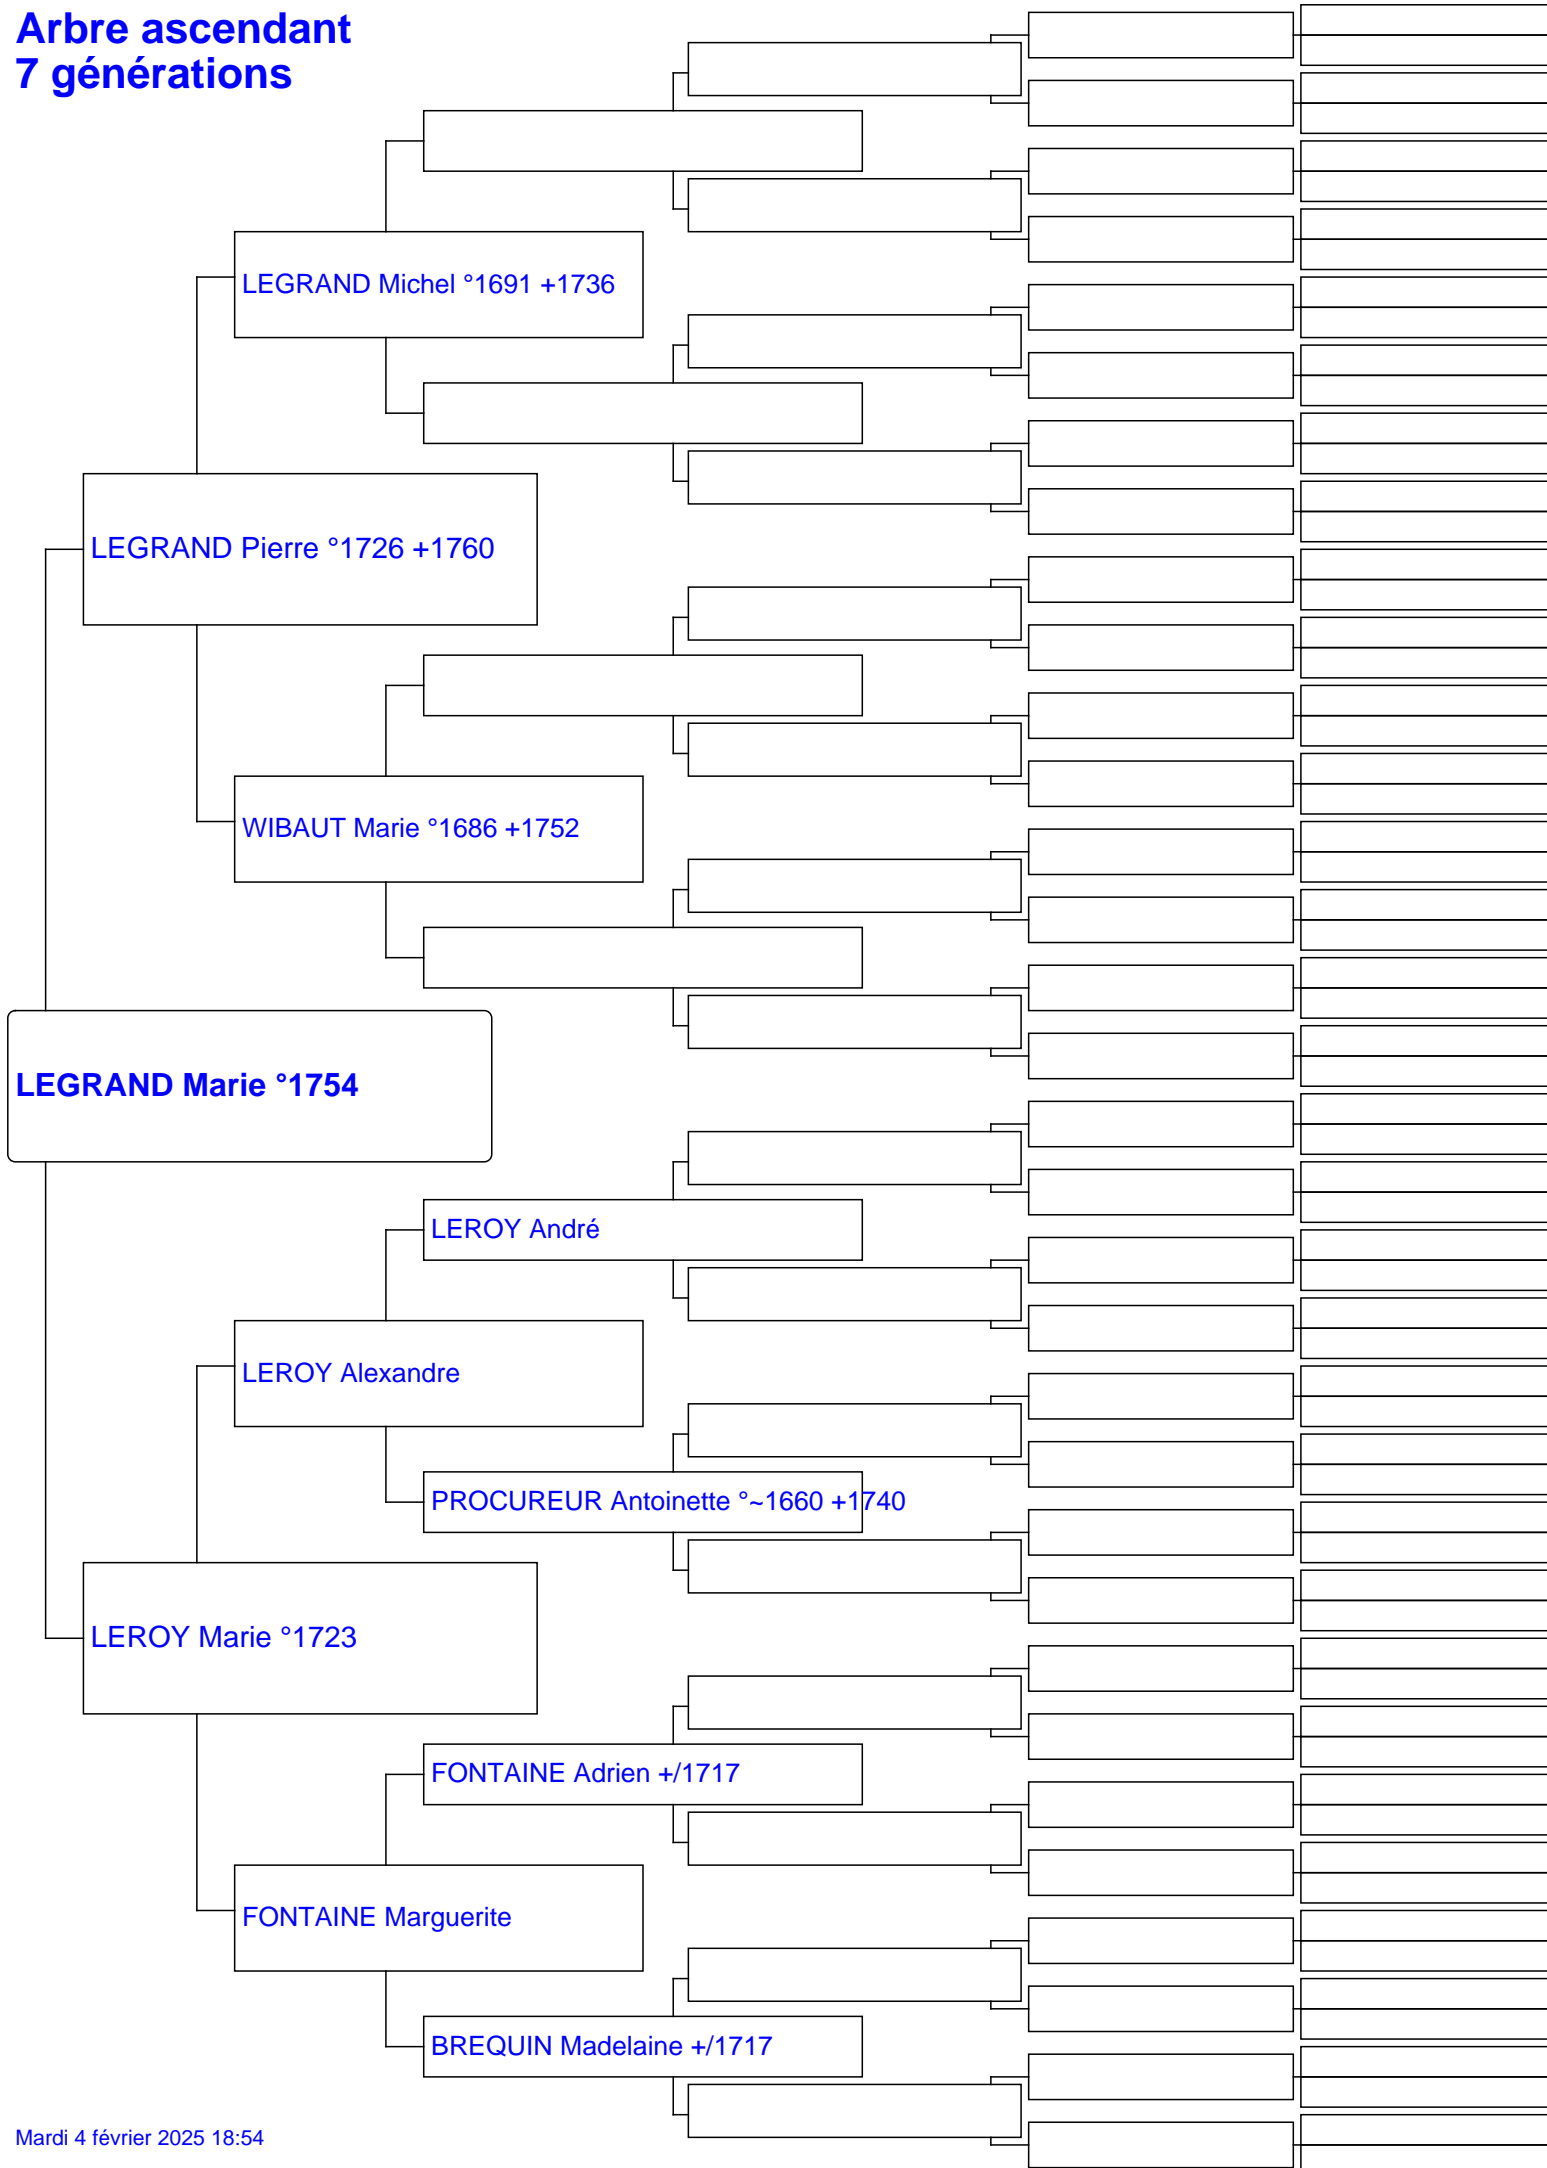 Arbre ascendant
7 générations
LEGRAND Michel °1691 +1736
LEGRAND Pierre °1726 +1760
WIBAUT Marie °1686 +1752
LEGRAND Marie °1754
LEROY André
LEROY Alexandre
PROCUREUR Antoinette °~1660 +1740
LEROY Marie °1723
FONTAINE Adrien +/1717
FONTAINE Marguerite
BREQUIN Madelaine +/1717
Mardi 4 février 2025 18:54